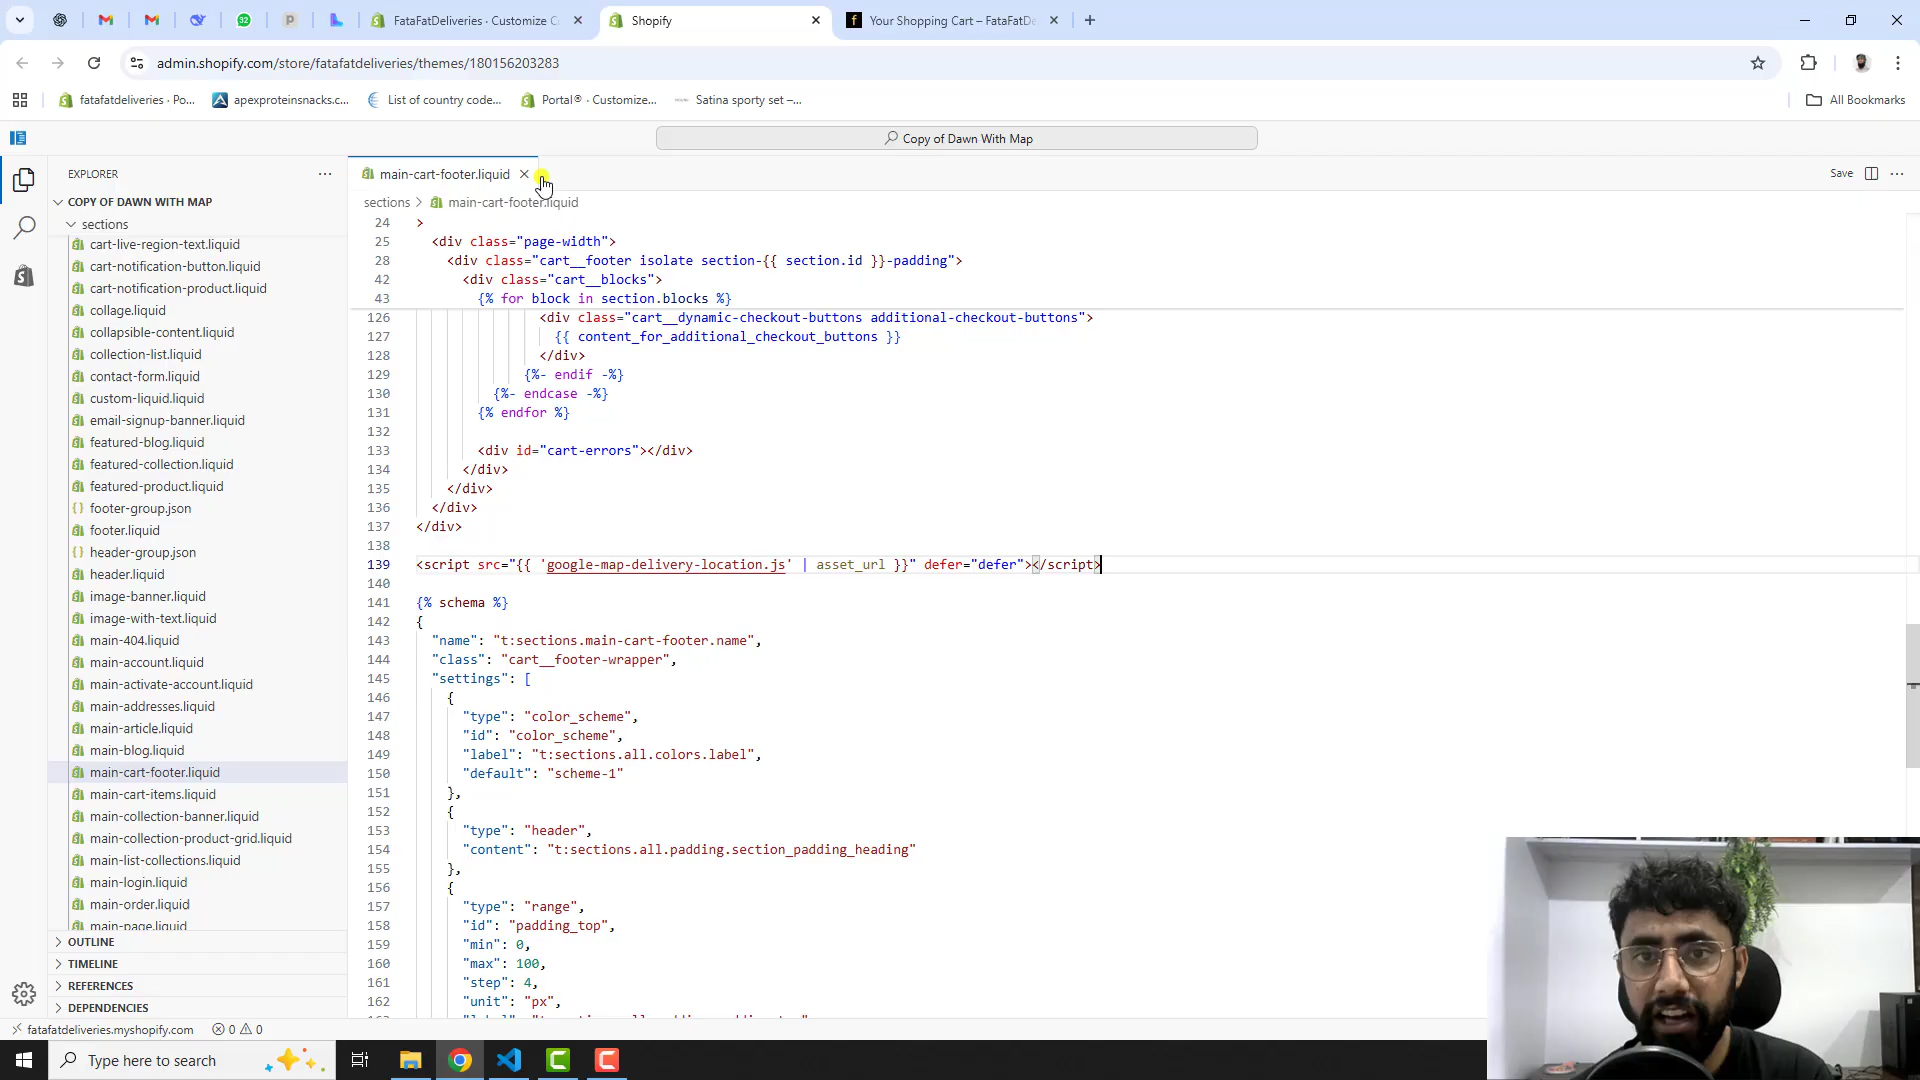 32
P
FatafatDeliveries · Customize C
Shopify
f
Your Shopping Cart – FataFatDe
admin.shopify.com/store/fatafatdeliveries/themes/180156203283
fatafatdeliveries · Po...
apexproteinsnacks.c...
List of country code...
Portal® · Customize...
Satina sporty set –...
All Bookmarks
Copy of Dawn With Map
EXPLORER
COPY OF DAWN WITH MAP
sections
cart-live-region-text.liquid
cart-notification-button.liquid
cart-notification-product.liquid
collage.liquid
collapsible-content.liquid
collection-list.liquid
contact-form.liquid
custom-liquid.liquid
email-signup-banner.liquid
featured-blog.liquid
featured-collection.liquid
featured-product.liquid
footer-group.json
footer.liquid
header-group.json
header.liquid
image-banner.liquid
image-with-text.liquid
main-404.liquid
main-account.liquid
main-activate-account.liquid
main-addresses.liquid
main-article.liquid
main-blog.liquid
main-cart-footer.liquid
main-cart-items.liquid
main-collection-banner.liquid
main-collection-product-grid.liquid
main-list-collections.liquid
main-login.liquid
main-order.liquid
main-page.liquid
OUTLINE
TIMELINE
REFERENCES
DEPENDENCIES
main-cart-footer.liquid
Save
sections > main-cart-footer.liquid
24 >
25 <div class="page-width">
28 <div class="cart__footer isolate section-{{ section.id }}-padding">
42 <div class="cart__blocks">
43 {% for block in section.blocks %}
126 <div class="cart__dynamic-checkout-buttons additional-checkout-buttons">
127 {{ content_for_additional_checkout_buttons }}
128 </div>
129 {%- endif -%}
130 {%- endcase -%}
131 {% endfor %}
132
133 <div id="cart-errors"></div>
134 </div>
135 </div>
136 </div>
137 </div>
138
139 <script src="{{ 'google-map-delivery-location.js' | asset_url }}" defer="defer"></script>
140
141 {% schema %}
142 {
143 "name": "t:sections.main-cart-footer.name",
144 "class": "cart__footer-wrapper",
145 "settings": [
146 {
147 "type": "color_scheme",
148 "id": "color_scheme",
149 "label": "t:sections.all.colors.label",
150 "default": "scheme-1"
151 },
152 {
153 "type": "header",
154 "content": "t:sections.all.padding.section_padding_heading"
155 },
156 {
157 "type": "range",
158 "id": "padding_top",
159 "min": 0,
160 "max": 100,
161 "step": 4,
162 "unit": "px",
fatafatdeliveries.myshopify.com
0
0
Type here to search